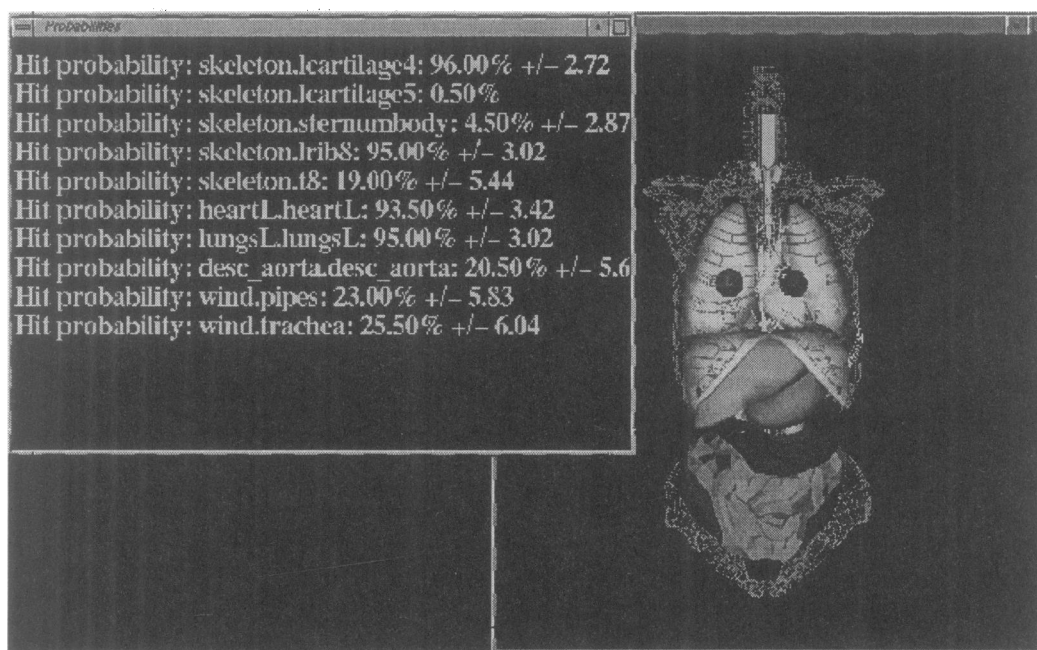 Probabilities
Hit probability: skeleton.lcartilage4: 96.00% +/- 2.72
Hit probability: skeleton.lcartilage5: 0.50%
Hit probability: skeleton.sternumbody: 4.50% +/- 2.87
Hit probability: skeleton.lrib8: 95.00% +/- 3.02
Hit probability: skeleton.t8: 19.00% +/- 5.44
Hit probability: heartL.heartL: 93.50% +/- 3.42
Hit probability: lungsL.lungsL: 95.00% +/- 3.02
Hit probability: desc_aorta.desc_aorta: 20.50% +/- 5.6
Hit probability: wind.pipes: 23.00% +/- 5.83
Hit probability: wind.trachea: 25.50% +/- 6.04